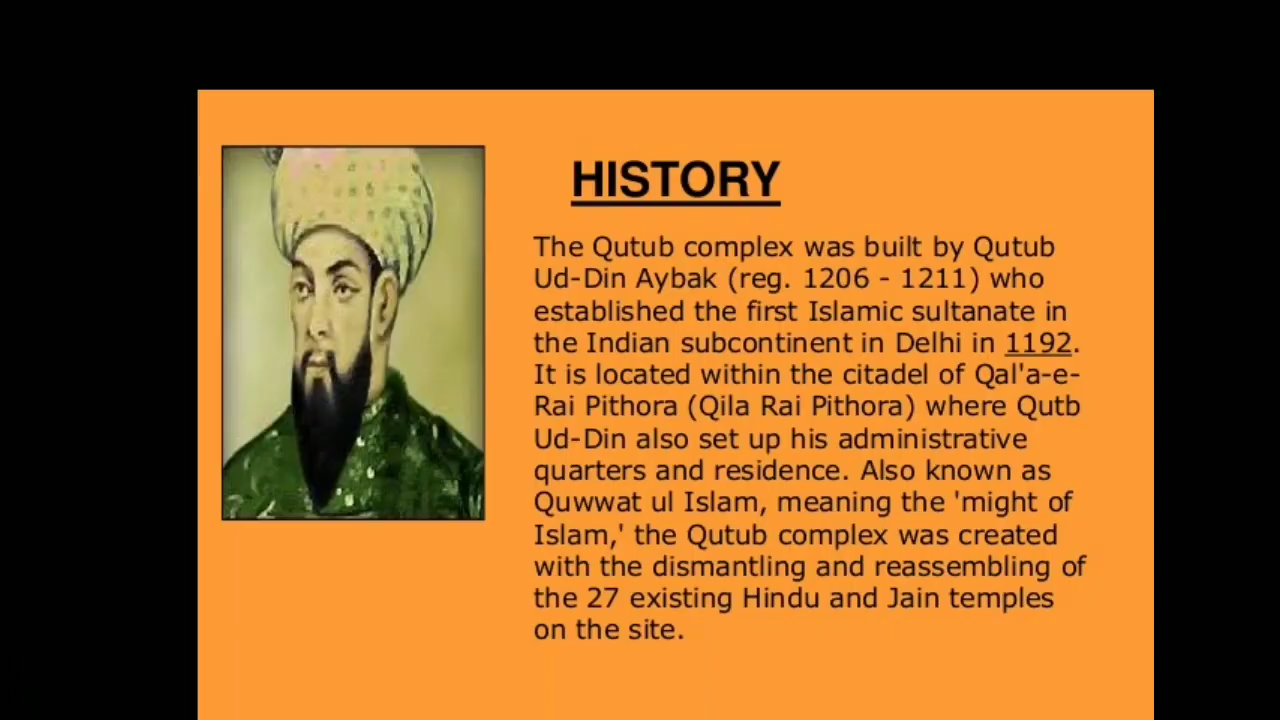 HISTORY
The Qutub complex was built by Qutub
Ud-Din Aybak (reg. 1206 - 1211) who
established the first Islamic sultanate in
the Indian subcontinent in Delhi in 1192.
It is located within the citadel of Qal'a-e-
Rai Pithora (Qila Rai Pithora) where Qutb
Ud-Din also set up his administrative
quarters and residence. Also known as
Quwwat ul Islam, meaning the 'might of
Islam,' the Qutub complex was created
with the dismantling and reassembling of
the 27 existing Hindu and Jain temples
on the site.